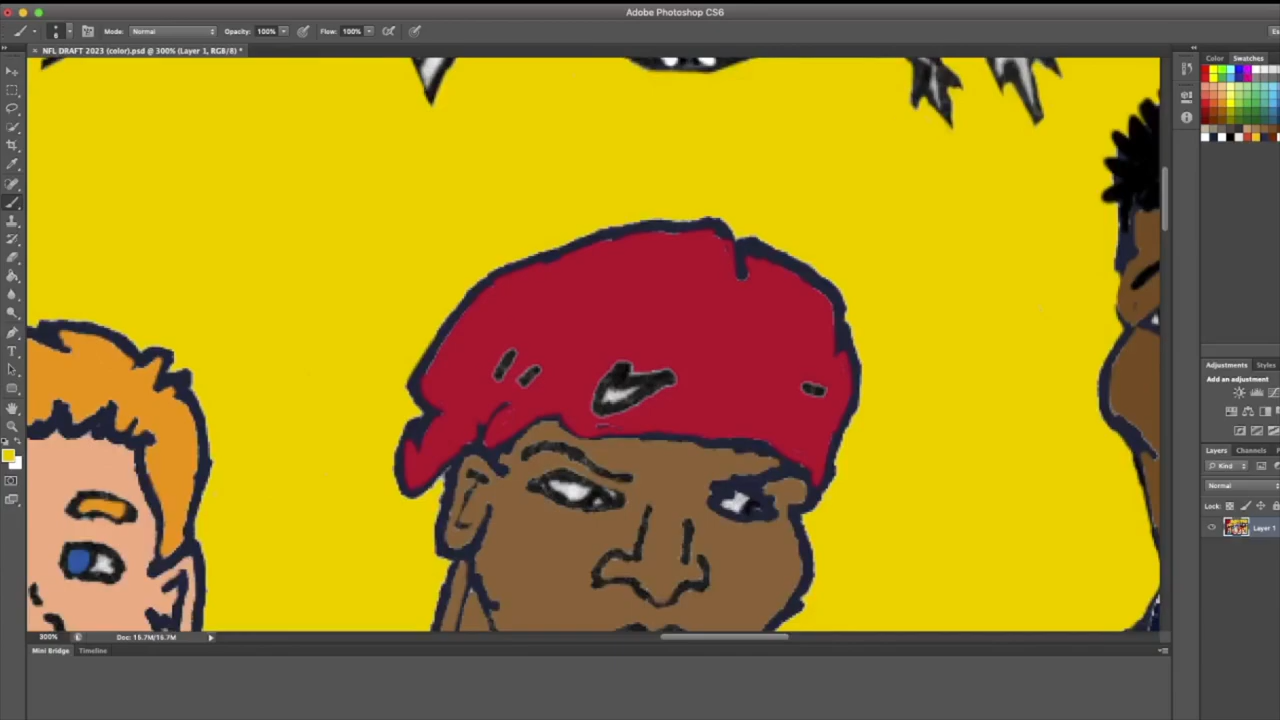 Adobe Photoshop CS6
Mode: Normal Opacity: 100% Flow: 100%
× NFL DRAFT 2023 (color).psd @ 300% (Layer 1, RGB/8) *
Color Swatches
Adjustments Styles
Add an adjustment
Layers Channels
Kind
Normal
Lock:
Layer 1
300% Doc: 15.7M/15.7M
Mini Bridge Timeline